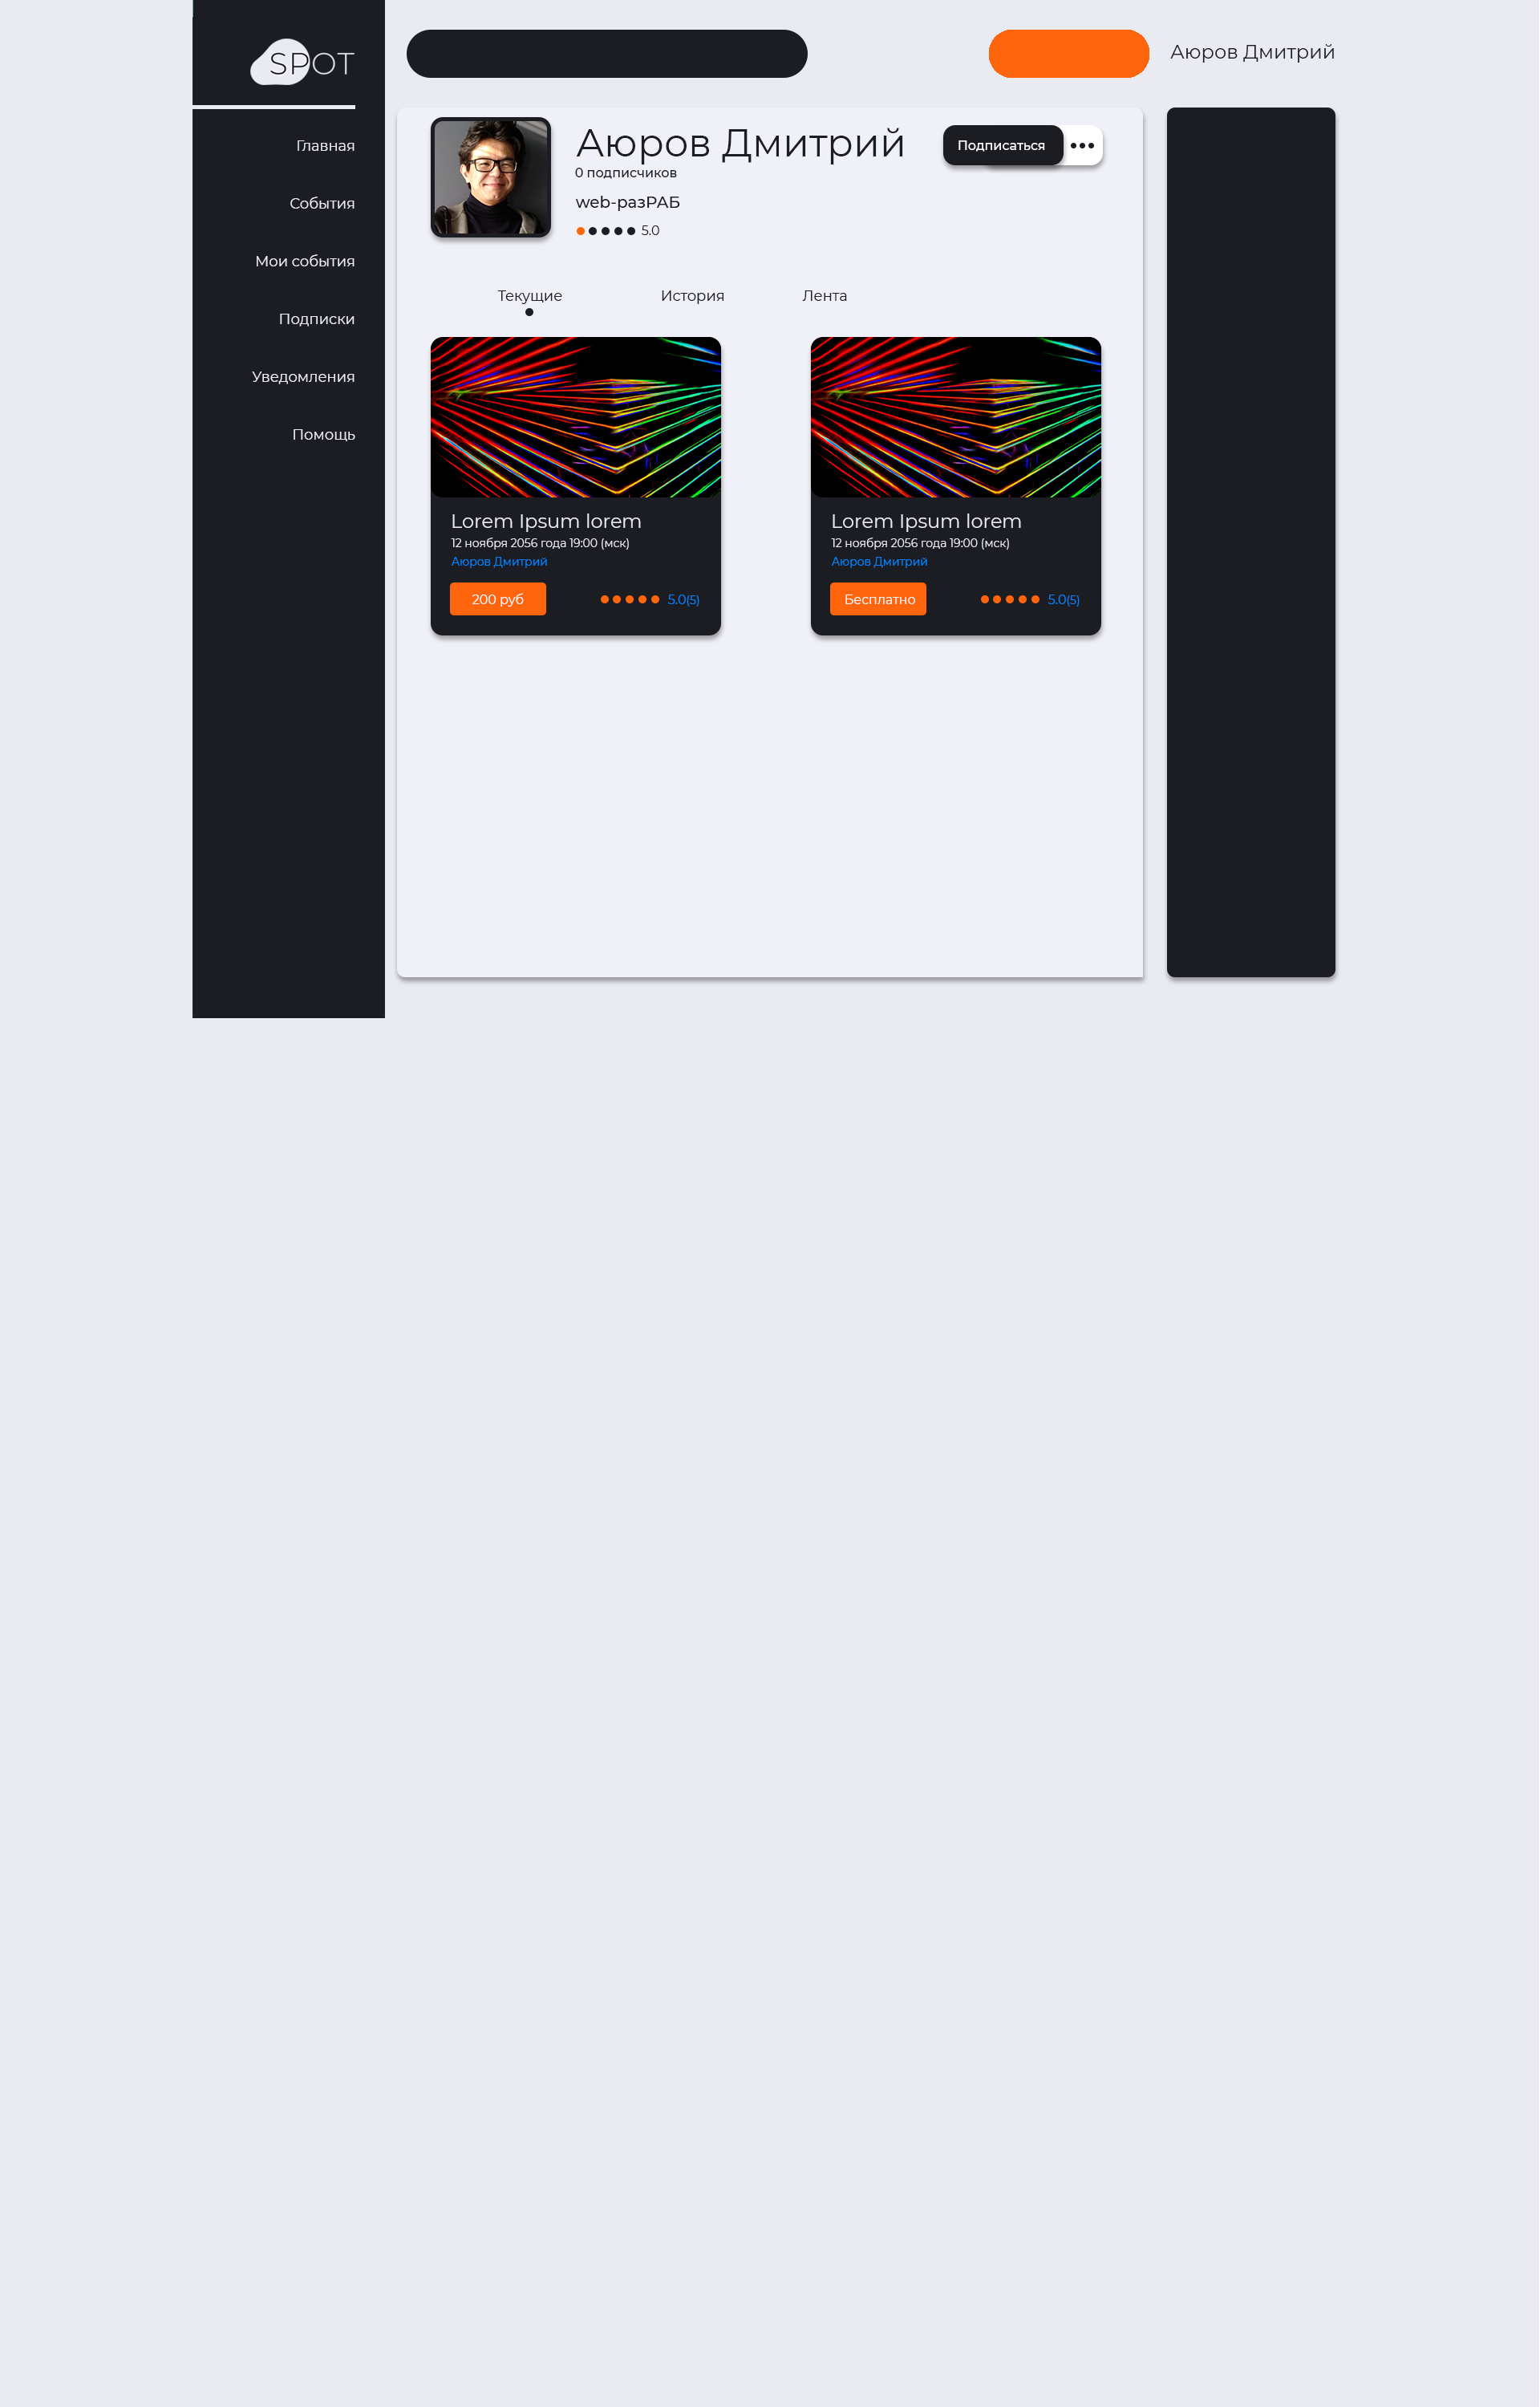 SPOT
Аюров Дмитрий
Главная
События
Мои события
Подписки
Уведомления
Помощь
Аюров Дмитрий
0 подписчиков
web-разРАБ
5.0
Подписаться
Текущие
История
Лента
Lorem Ipsum lorem
12 ноября 2056 года 19:00 (мск)
Аюров Дмитрий
200 руб
5.0(5)
Lorem Ipsum lorem
12 ноября 2056 года 19:00 (мск)
Аюров Дмитрий
Бесплатно
5.0(5)